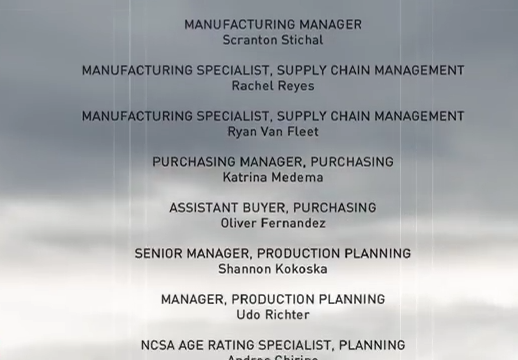 MANUFACTURING MANAGER
Scranton Stichal
MANUFACTURING SPECIALIST, SUPPLY CHAIN MANAGEMENT
Rachel Reyes
MANUFACTURING SPECIALIST, SUPPLY CHAIN MANAGEMENT
Ryan Van Fleet
PURCHASING MANAGER, PURCHASING
Katrina Medema
ASSISTANT BUYER, PURCHASING
Oliver Fernandez
SENIOR MANAGER, PRODUCTION PLANNING
Shannon Kokoska
MANAGER, PRODUCTION PLANNING
Udo Richter
NCSA AGE RATING SPECIALIST, PLANNING